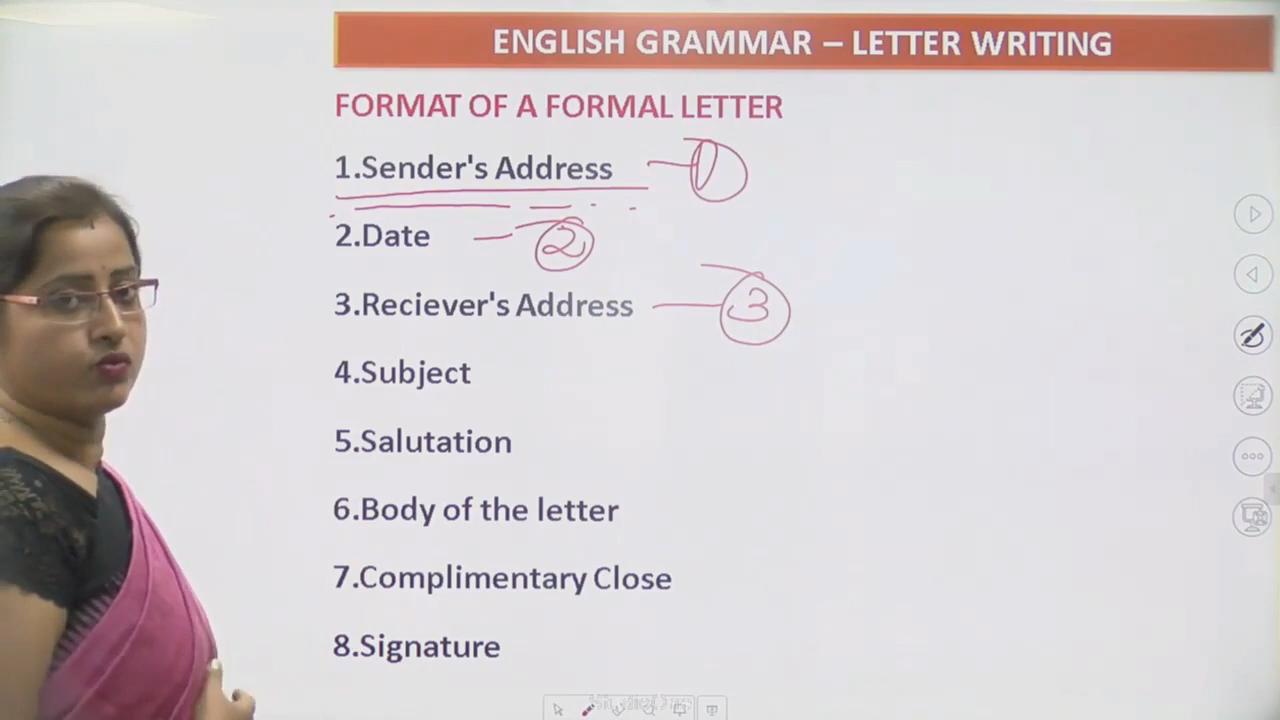 ENGLISH GRAMMAR – LETTER WRITING
FORMAT OF A FORMAL LETTER
1.Sender's Address 1
2.Date 2
3.Reciever's Address 3
4.Subject
5.Salutation
6.Body of the letter
7.Complimentary Close
8.Signature